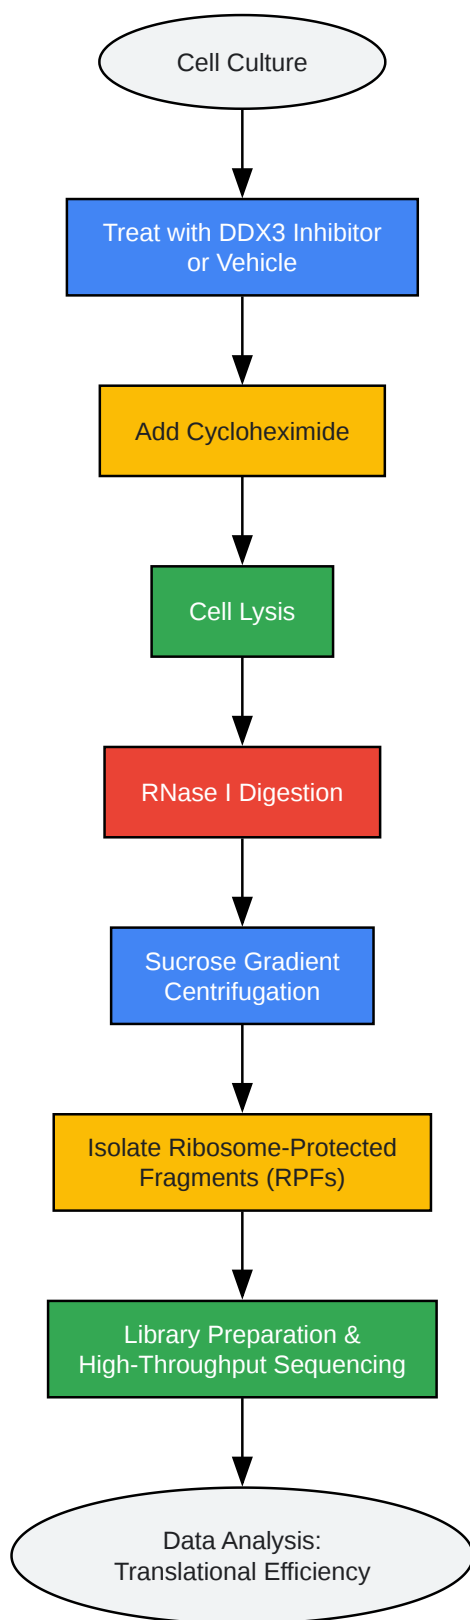 Cell Culture
Treat with DDX3 Inhibitor
or Vehicle
Add Cycloheximide
Cell Lysis
RNase I Digestion
Sucrose Gradient
Centrifugation
Isolate Ribosome-Protected
Fragments (RPFs)
Library Preparation &
High-Throughput Sequencing
Data Analysis:
Translational Efficiency